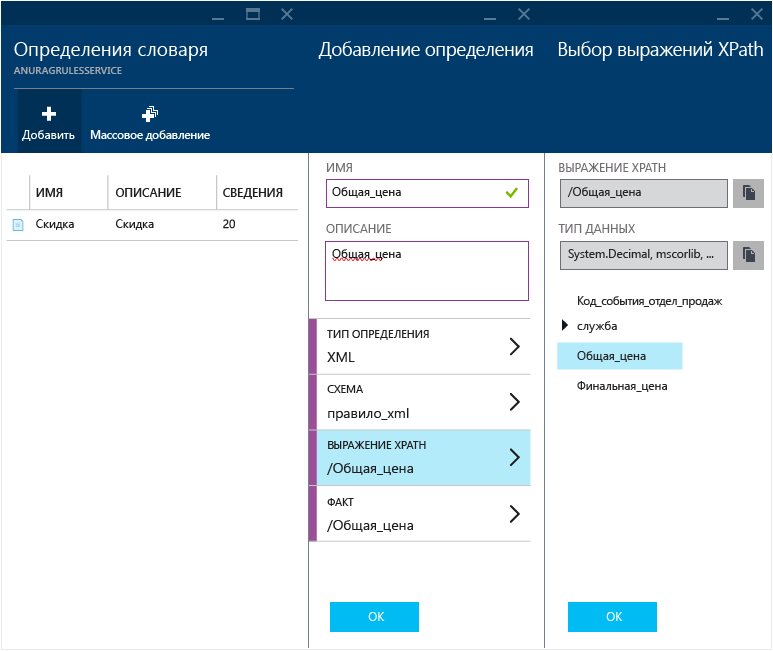 Определения словаря
ANURAGRULESSERVICE
Добавить
Массовое добавление
ИМЯ ОПИСАНИЕ СВЕДЕНИЯ
Скидка Скидка 20
Добавление определения
ИМЯ
Общая_цена
ОПИСАНИЕ
Общая_цена
ТИП ОПРЕДЕЛЕНИЯ
XML
СХЕМА
правило_xml
ВЫРАЖЕНИЕ XPATH
/Общая_цена
ФАКТ
/Общая_цена
OK
Выбор выражений XPath
ВЫРАЖЕНИЕ XPATH
/Общая_цена
ТИП ДАННЫХ
System.Decimal, mscorlib, ...
Код_события_отдел_продаж
служба
Общая_цена
Финальная_цена
OK